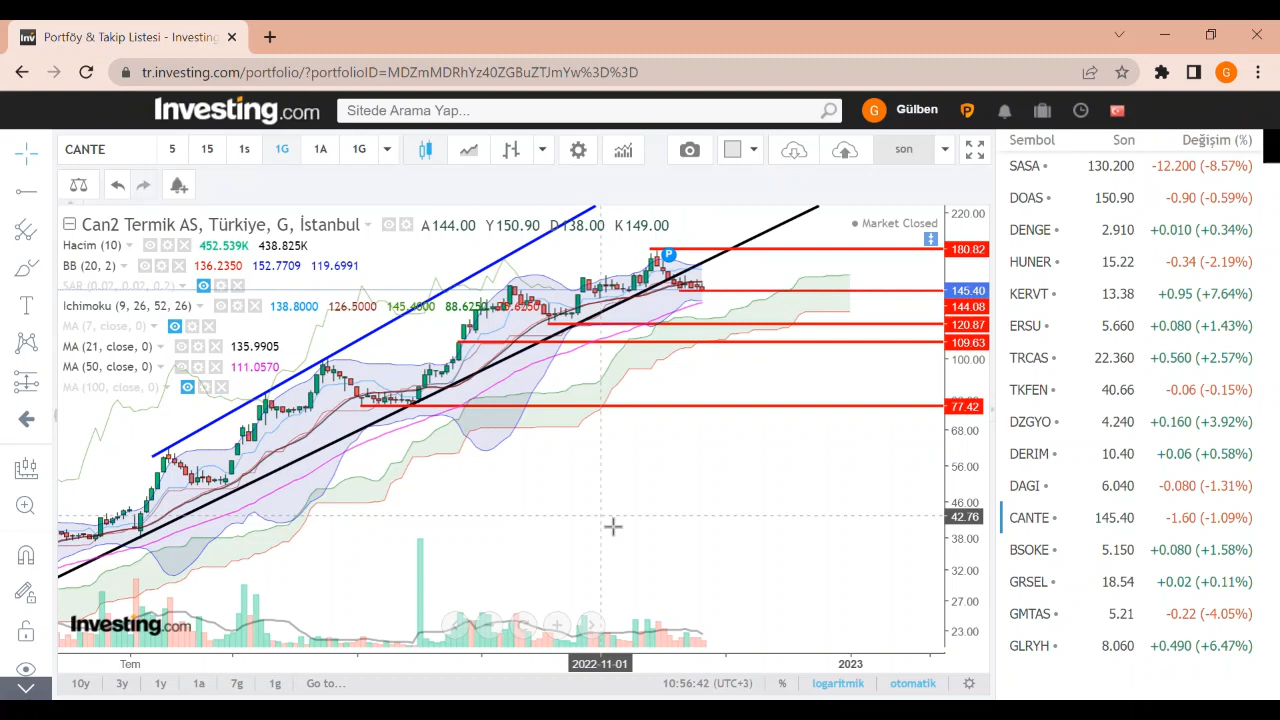 Portföy & Takip Listesi - Investing
tr.investing.com/portfolio/?portfolioID=MDZmMDRhYz40ZGBuZTJmYw%3D%3D
G
Investing.com
Sitede Arama Yap...
G Gülben
CANTE 5 15 1s 1G 1A 1G son
Sembol Son Değişim (%)
SASA 130.200 -12.200 (-8.57%)
DOAS 150.90 -0.90 (-0.59%)
DENGE 2.910 +0.010 (+0.34%)
HUNER 15.22 -0.34 (-2.19%)
KERVT 13.38 +0.95 (+7.64%)
ERSU 5.660 +0.080 (+1.43%)
TRCAS 22.360 +0.560 (+2.57%)
TKFEN 40.66 -0.06 (-0.15%)
DZGYO 4.240 +0.160 (+3.92%)
DERIM 10.40 +0.06 (+0.58%)
DAGI 6.040 -0.080 (-1.31%)
CANTE 145.40 -1.60 (-1.09%)
BSOKE 5.150 +0.080 (+1.58%)
GRSEL 18.54 +0.02 (+0.11%)
GMTAS 5.21 -0.22 (-4.05%)
GLRYH 8.060 +0.490 (+6.47%)
Can2 Termik AS, Türkiye, G, İstanbul A144.00 Y150.90 D138.00 K149.00
Market Closed
Hacim (10) 452.539K 438.825K
BB (20, 2) 136.2350 152.7709 119.6991
SAR (0.02, 0.02, 0.2)
Ichimoku (9, 26, 52, 26) 138.8000 126.5000 145.4000 88.6250
MA (7, close, 0)
MA (21, close, 0) 135.9905
MA (50, close, 0) 111.0570
MA (100, close, 0)
P
220.00
180.82
145.40
144.08
120.87
109.63
100.00
77.42
68.00
56.00
46.00
42.76
38.00
32.00
27.00
23.00
Investing.com
Tem 2022-11-01 2023
10y 3y 1y 1a 7g 1g Go to... 10:56:42 (UTC+3) % logaritmik otomatik